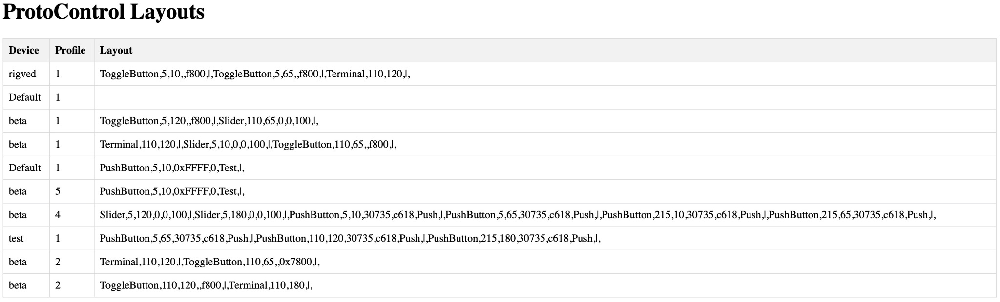 ProtoControl Layouts
Device Profile Layout
rigved 1 ToggleButton,5,10,,f800,|,ToggleButton,5,65,,f800,|,Terminal,110,120,|,
Default 1
beta 1 ToggleButton,5,120,,f800,|,Slider,110,65,0,0,100,|,
beta 1 Terminal,110,120,|,Slider,5,10,0,0,100,|,ToggleButton,110,65,,f800,|,
Default 1 PushButton,5,10,0xFFFF,0,Test,|,
beta 5 PushButton,5,10,0xFFFF,0,Test,|,
beta 4 Slider,5,120,0,0,100,|,Slider,5,180,0,0,100,|,PushButton,5,10,30735,c618,Push,|,PushButton,5,65,30735,c618,Push,|,PushButton,215,10,30735,c618,Push,|,PushButton,215,65,30735,c618,Push,|,
test 1 PushButton,5,65,30735,c618,Push,|,PushButton,110,120,30735,c618,Push,|,PushButton,215,180,30735,c618,Push,|,
beta 2 Terminal,110,120,|,ToggleButton,110,65,,0x7800,|,
beta 2 ToggleButton,110,120,,f800,|,Terminal,110,180,|,